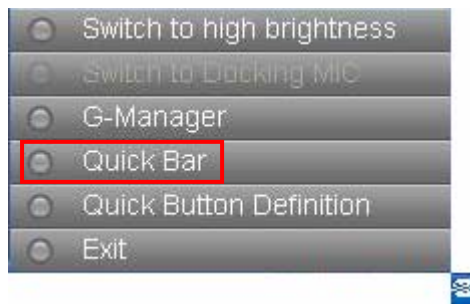 Switch to high brightness
Switch to Docking MIC
G-Manager
Quick Bar
Quick Button Definition
Exit